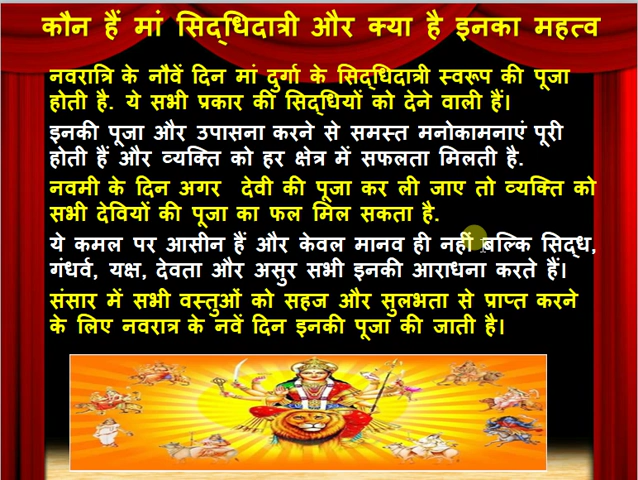 कौन हैं मां सिद्धिदात्री और क्या है इनका महत्व
नवरात्रि के नौवें दिन मां दुर्गा के सिद्धिदात्री स्वरूप की पूजा
होती है. ये सभी प्रकार की सिद्धियों को देने वाली हैं।
इनकी पूजा और उपासना करने से समस्त मनोकामनाएं पूरी
होती हैं और व्यक्ति को हर क्षेत्र में सफलता मिलती है.
नवमी के दिन अगर देवी की पूजा कर ली जाए तो व्यक्ति को
सभी देवियों की पूजा का फल मिल सकता है.
ये कमल पर आसीन हैं और केवल मानव ही नहीं बल्कि सिद्ध,
गंधर्व, यक्ष, देवता और असुर सभी इनकी आराधना करते हैं।
संसार में सभी वस्तुओं को सहज और सुलभता से प्राप्त करने
के लिए नवरात्र के नवें दिन इनकी पूजा की जाती है।